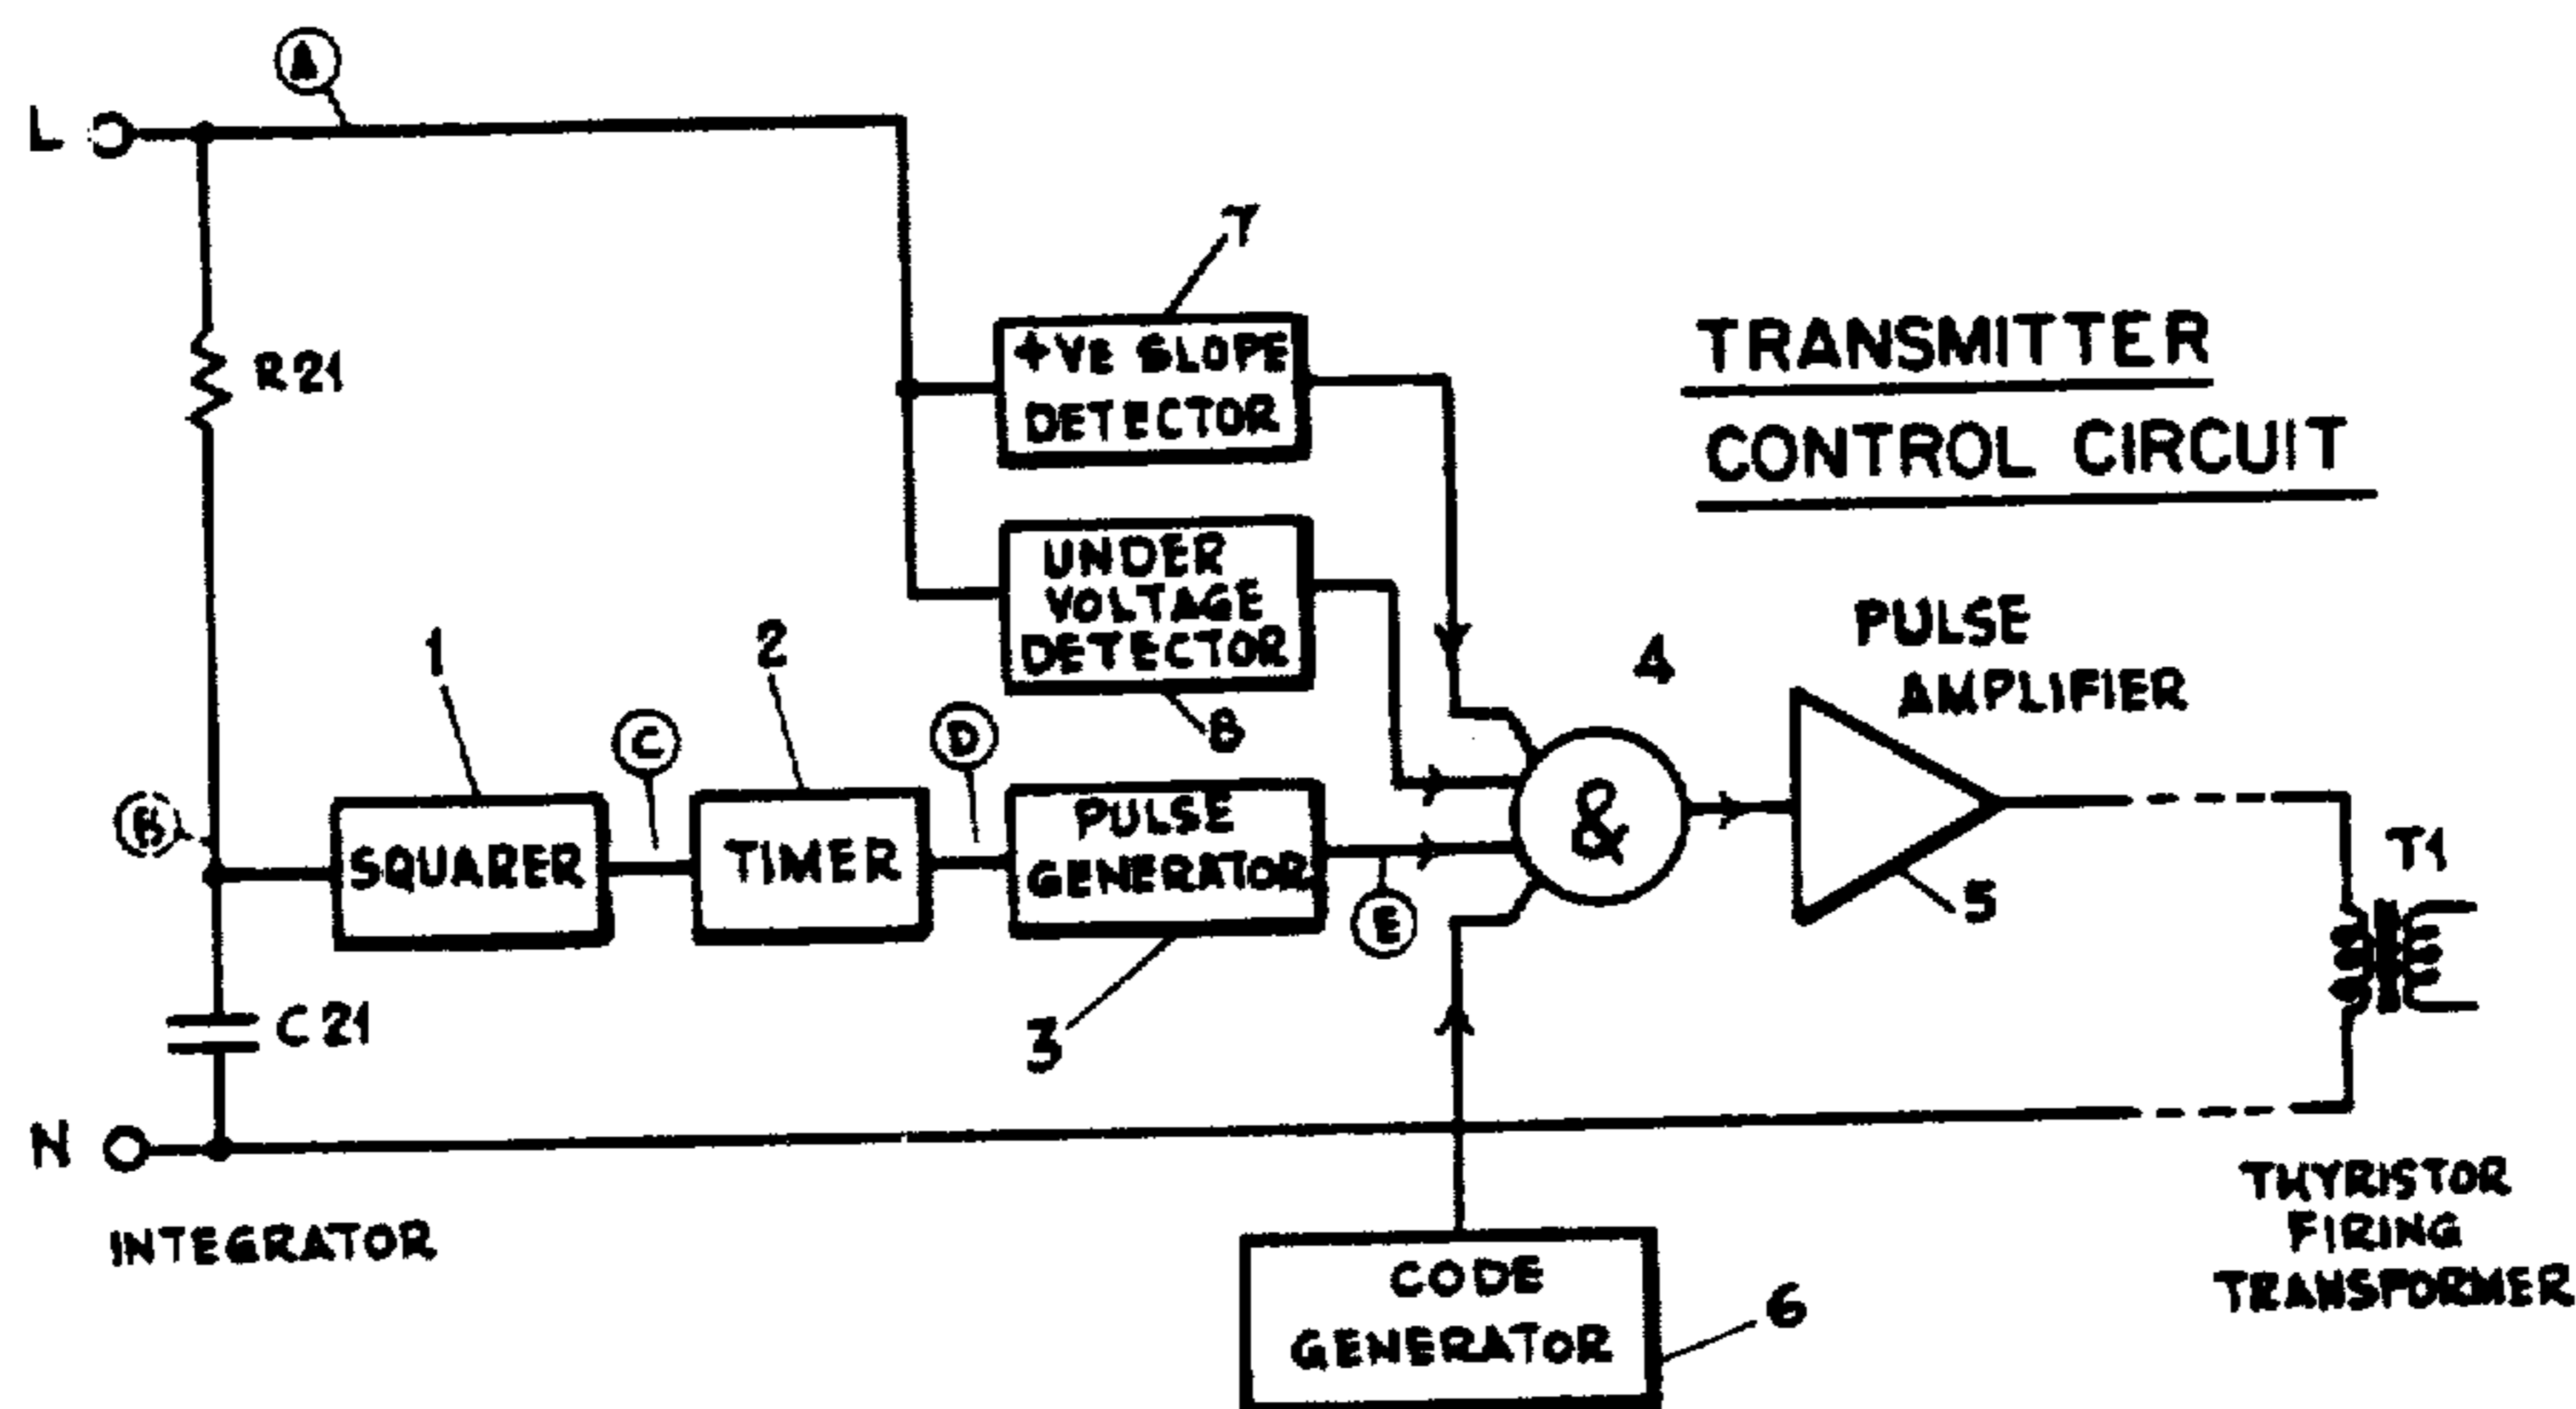 A
L
7
+VE SLOPE
DETECTOR
R21
TRANSMITTER
CONTROL CIRCUIT
UNDER
VOLTAGE
DETECTOR
8
1
2
4
PULSE
AMPLIFIER
B
C
D
SQUARER
TIMER
PULSE
GENERATOR
E
&
5
T1
3
C21
N
INTEGRATOR
THYRISTOR
FIRING
TRANSFORMER
CODE
GENERATOR
6